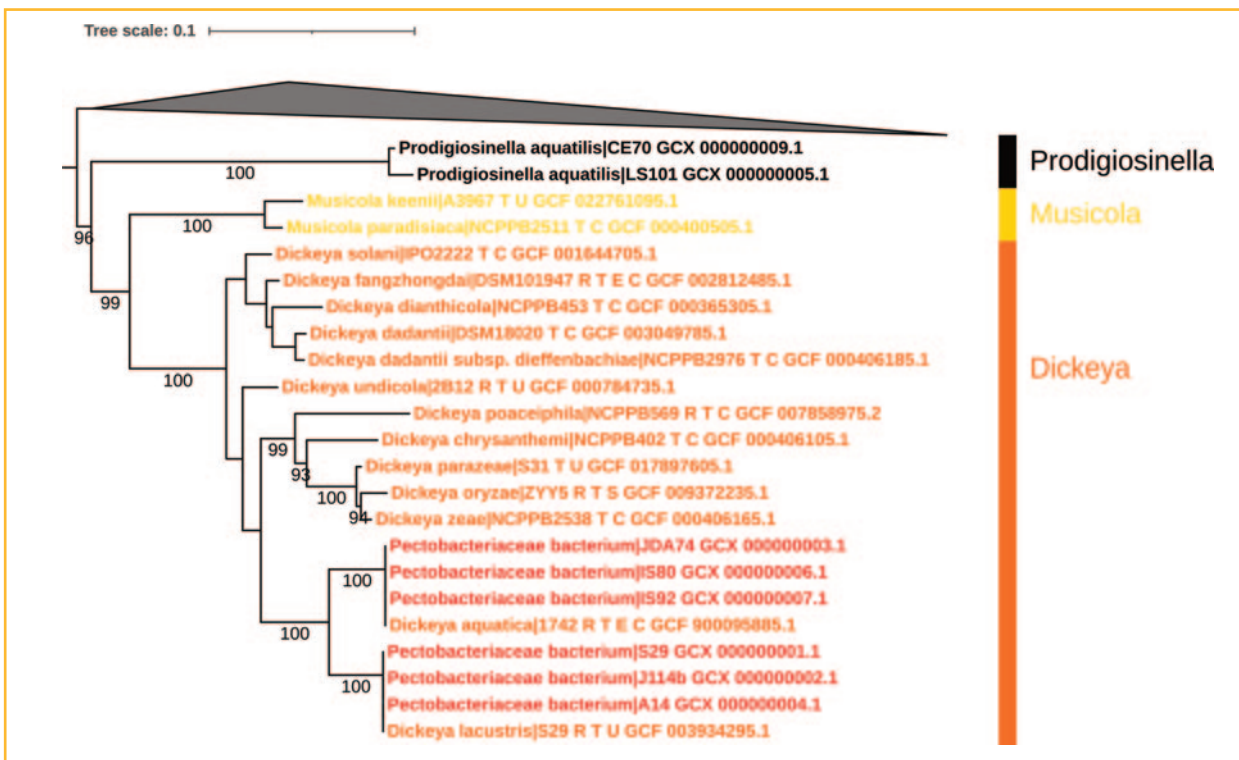 Tree scale: 0.1
Prodigiosinella aquatilis|CE70 GCX 000000009.1
100
Prodigiosinella aquatilis|LS101 GCX 000000005.1
Prodigiosinella
Musicola keenii|A3967 T U GCF 022761095.1
100
Musicola paradisiaca|NCPPB2511 T C GCF 000400505.1
Musicola
96
Dickeya solani|IPO2222 T C GCF 001644705.1
Dickeya fangzhongdai|DSM101947 R T E C GCF 002812485.1
99
Dickeya dianthicola|NCPPB453 T C GCF 000365305.1
Dickeya dadantii|DSM18020 T C GCF 003049785.1
Dickeya dadantii subsp. dieffenbachiae|NCPPB2976 T C GCF 000406185.1
Dickeya
100
Dickeya undicola|2B12 R T U GCF 000784735.1
Dickeya poaceiphila|NCPPB569 R T C GCF 007858975.2
99
Dickeya chrysanthemi|NCPPB402 T C GCF 000406105.1
93
Dickeya parazeae|S31 T U GCF 017897605.1
100
Dickeya oryzae|ZYY5 R T S GCF 009372235.1
94
Dickeya zeae|NCPPB2538 T C GCF 000406165.1
Pectobacteriaceae bacterium|JDA74 GCX 000000003.1
100
Pectobacteriaceae bacterium|IS80 GCX 000000006.1
Pectobacteriaceae bacterium|IS92 GCX 000000007.1
Dickeya aquatica|1742 R T E C GCF 900095885.1
100
Pectobacteriaceae bacterium|S29 GCX 000000001.1
Pectobacteriaceae bacterium|J114b GCX 000000002.1
100
Pectobacteriaceae bacterium|A14 GCX 000000004.1
Dickeya lacustris|S29 R T U GCF 003934295.1